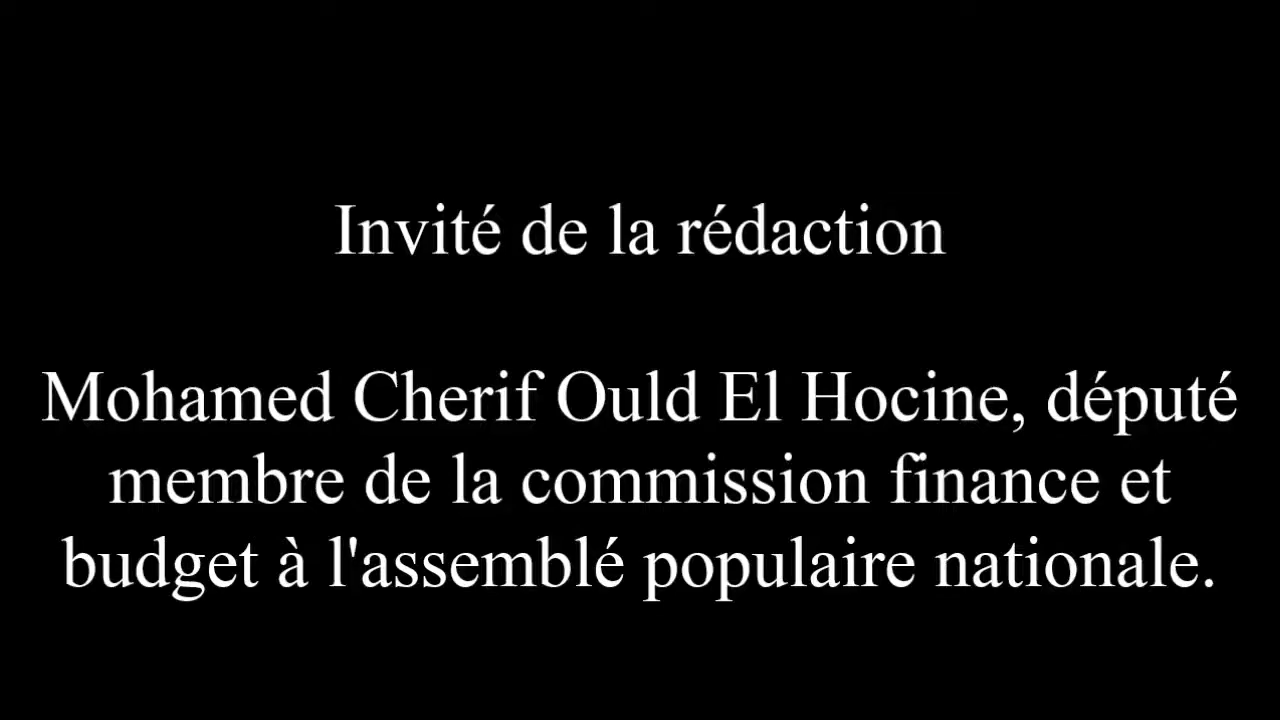 Invité de la rédaction
Mohamed Cherif Ould El Hocine, député
membre de la commission finance et
budget à l'assemblé populaire nationale.